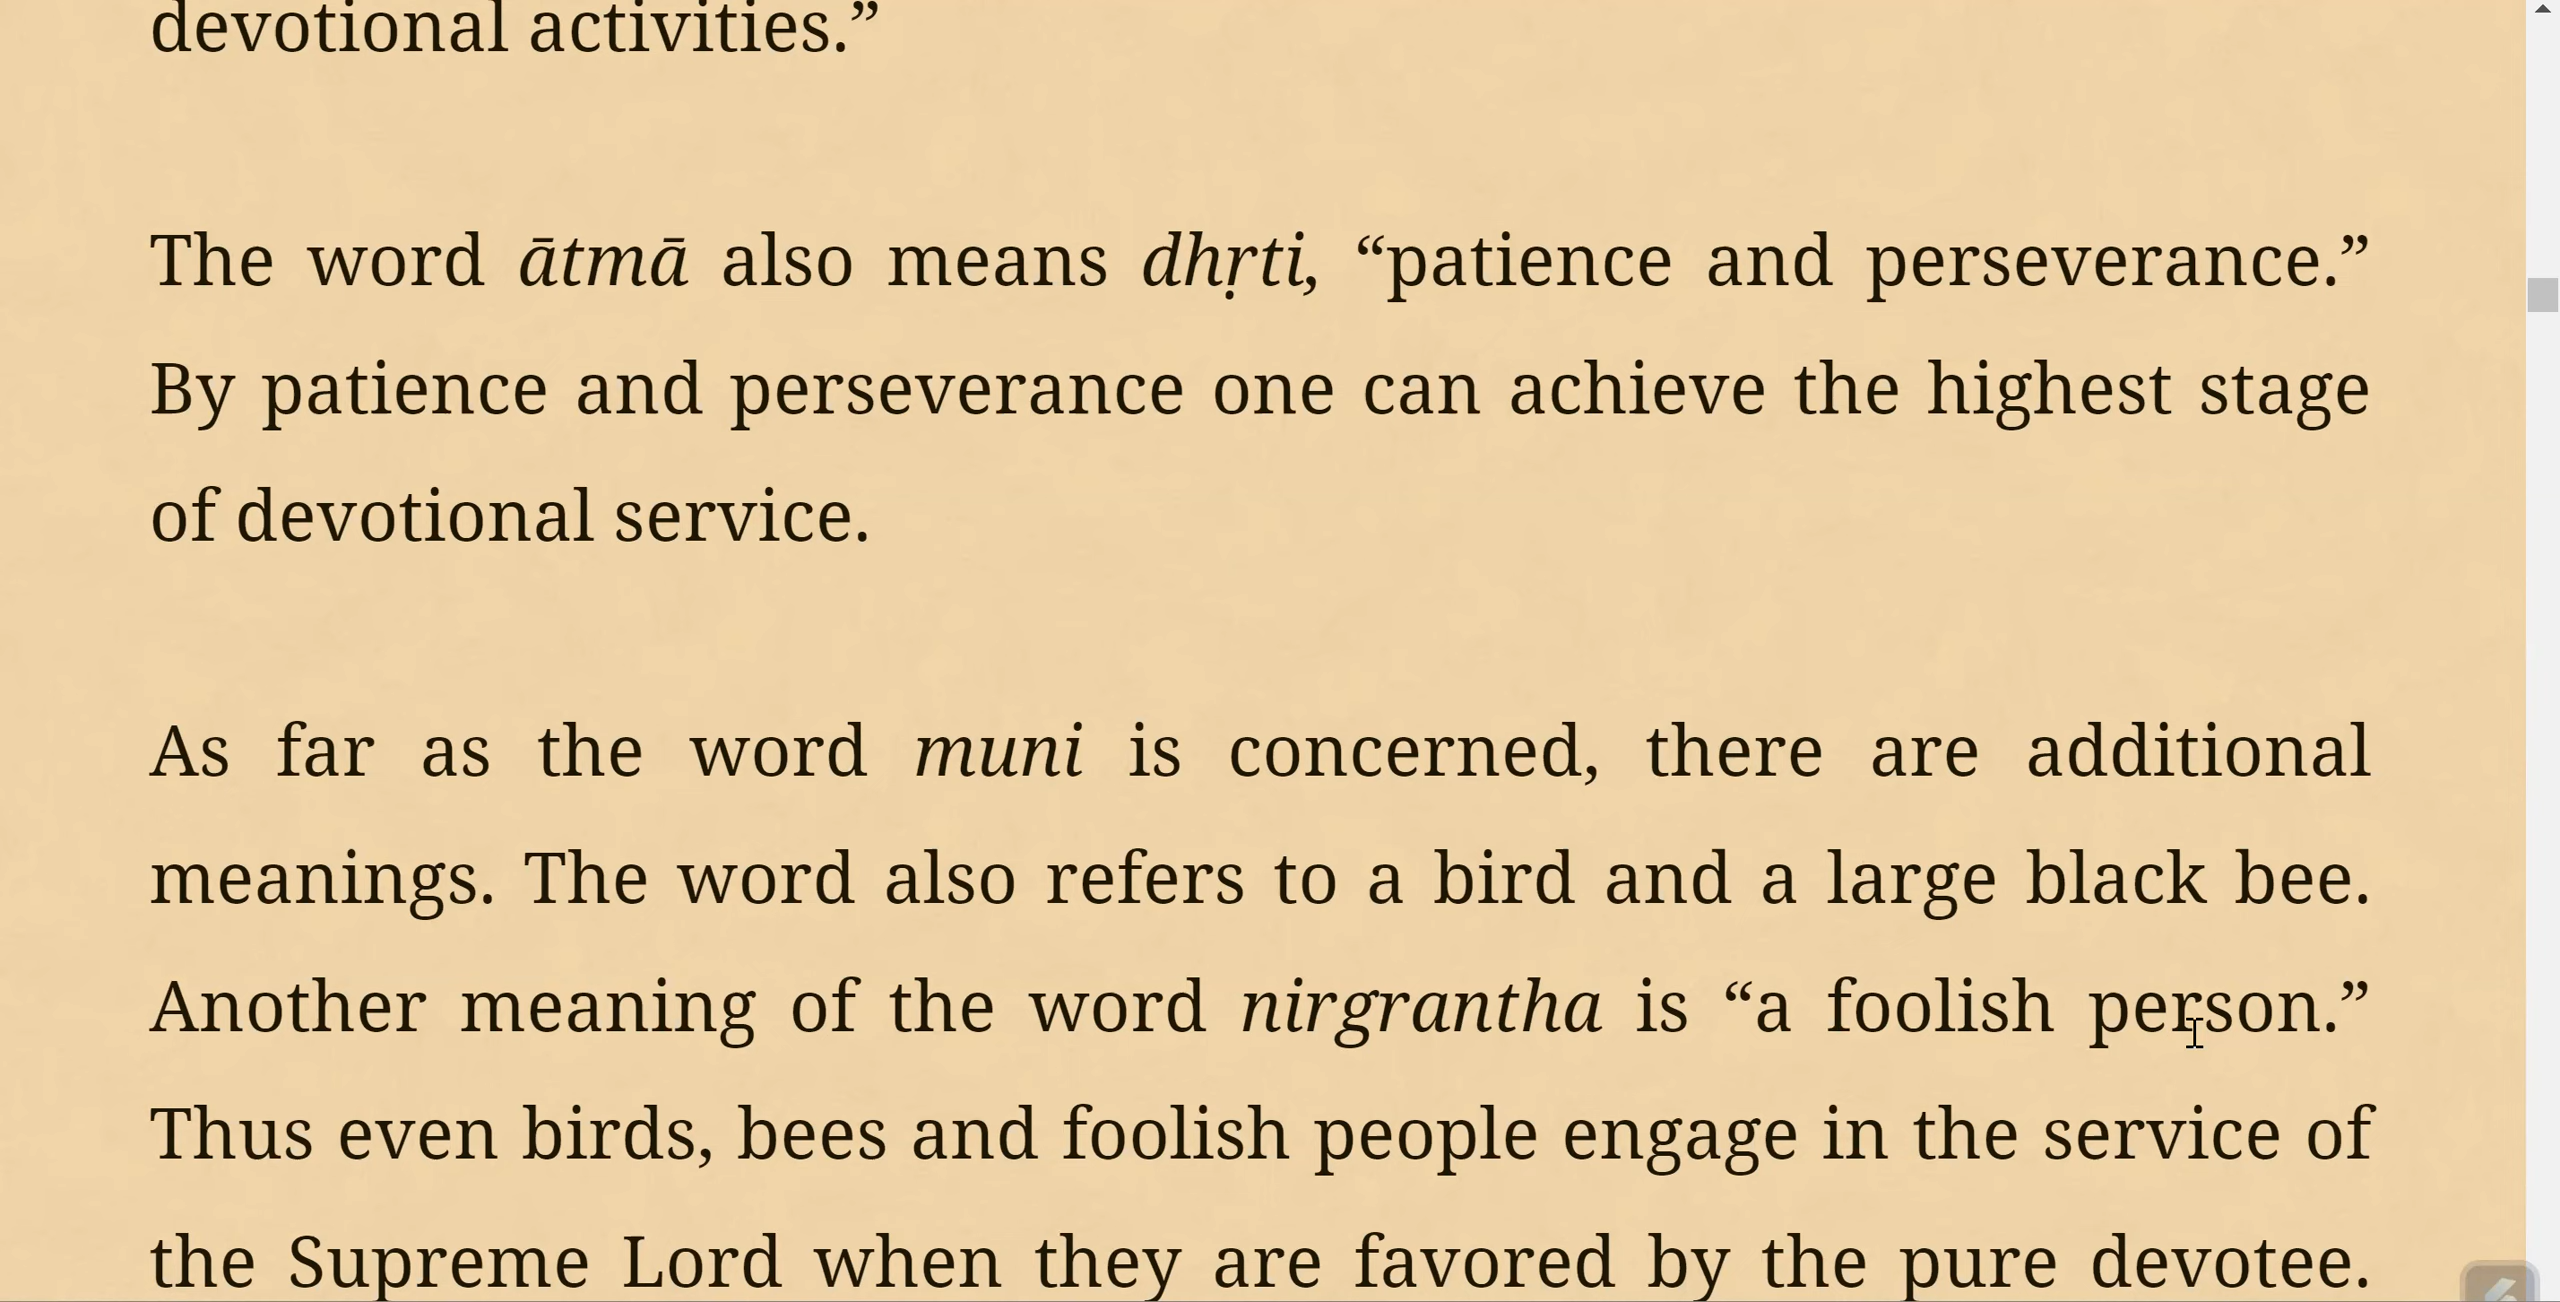 devotional activities.”
The word ātmā also means dhṛti, “patience and perseverance.”
By patience and perseverance one can achieve the highest stage
of devotional service.
As far as the word muni is concerned, there are additional
meanings. The word also refers to a bird and a large black bee.
Another meaning of the word nirgrantha is “a foolish person.”
Thus even birds, bees and foolish people engage in the service of
the Supreme Lord when they are favored by the pure devotee.